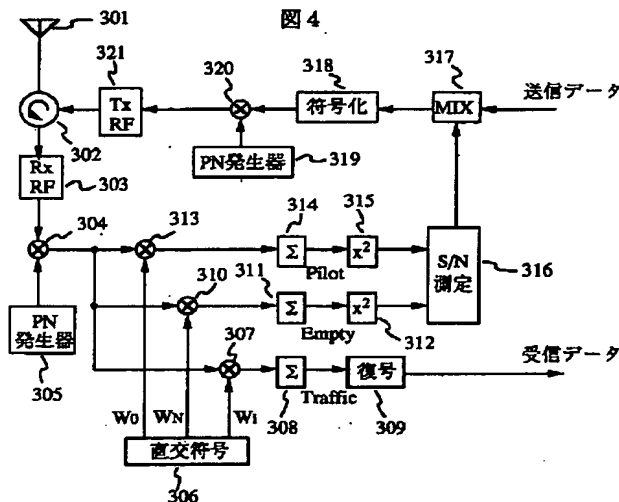 図4
301
321
Tx
RF
320
318
符号化
317
MIX
送信データ
302
PN発生器
319
Rx
RF
303
304
313
314
Σ
Pilot
315
x²
S/N
測定
316
310
311
Σ
Empty
x²
312
PN
発生器
305
307
Σ
308
Traffic
復号
309
受信データ
W0
WN
Wi
直交符号
306